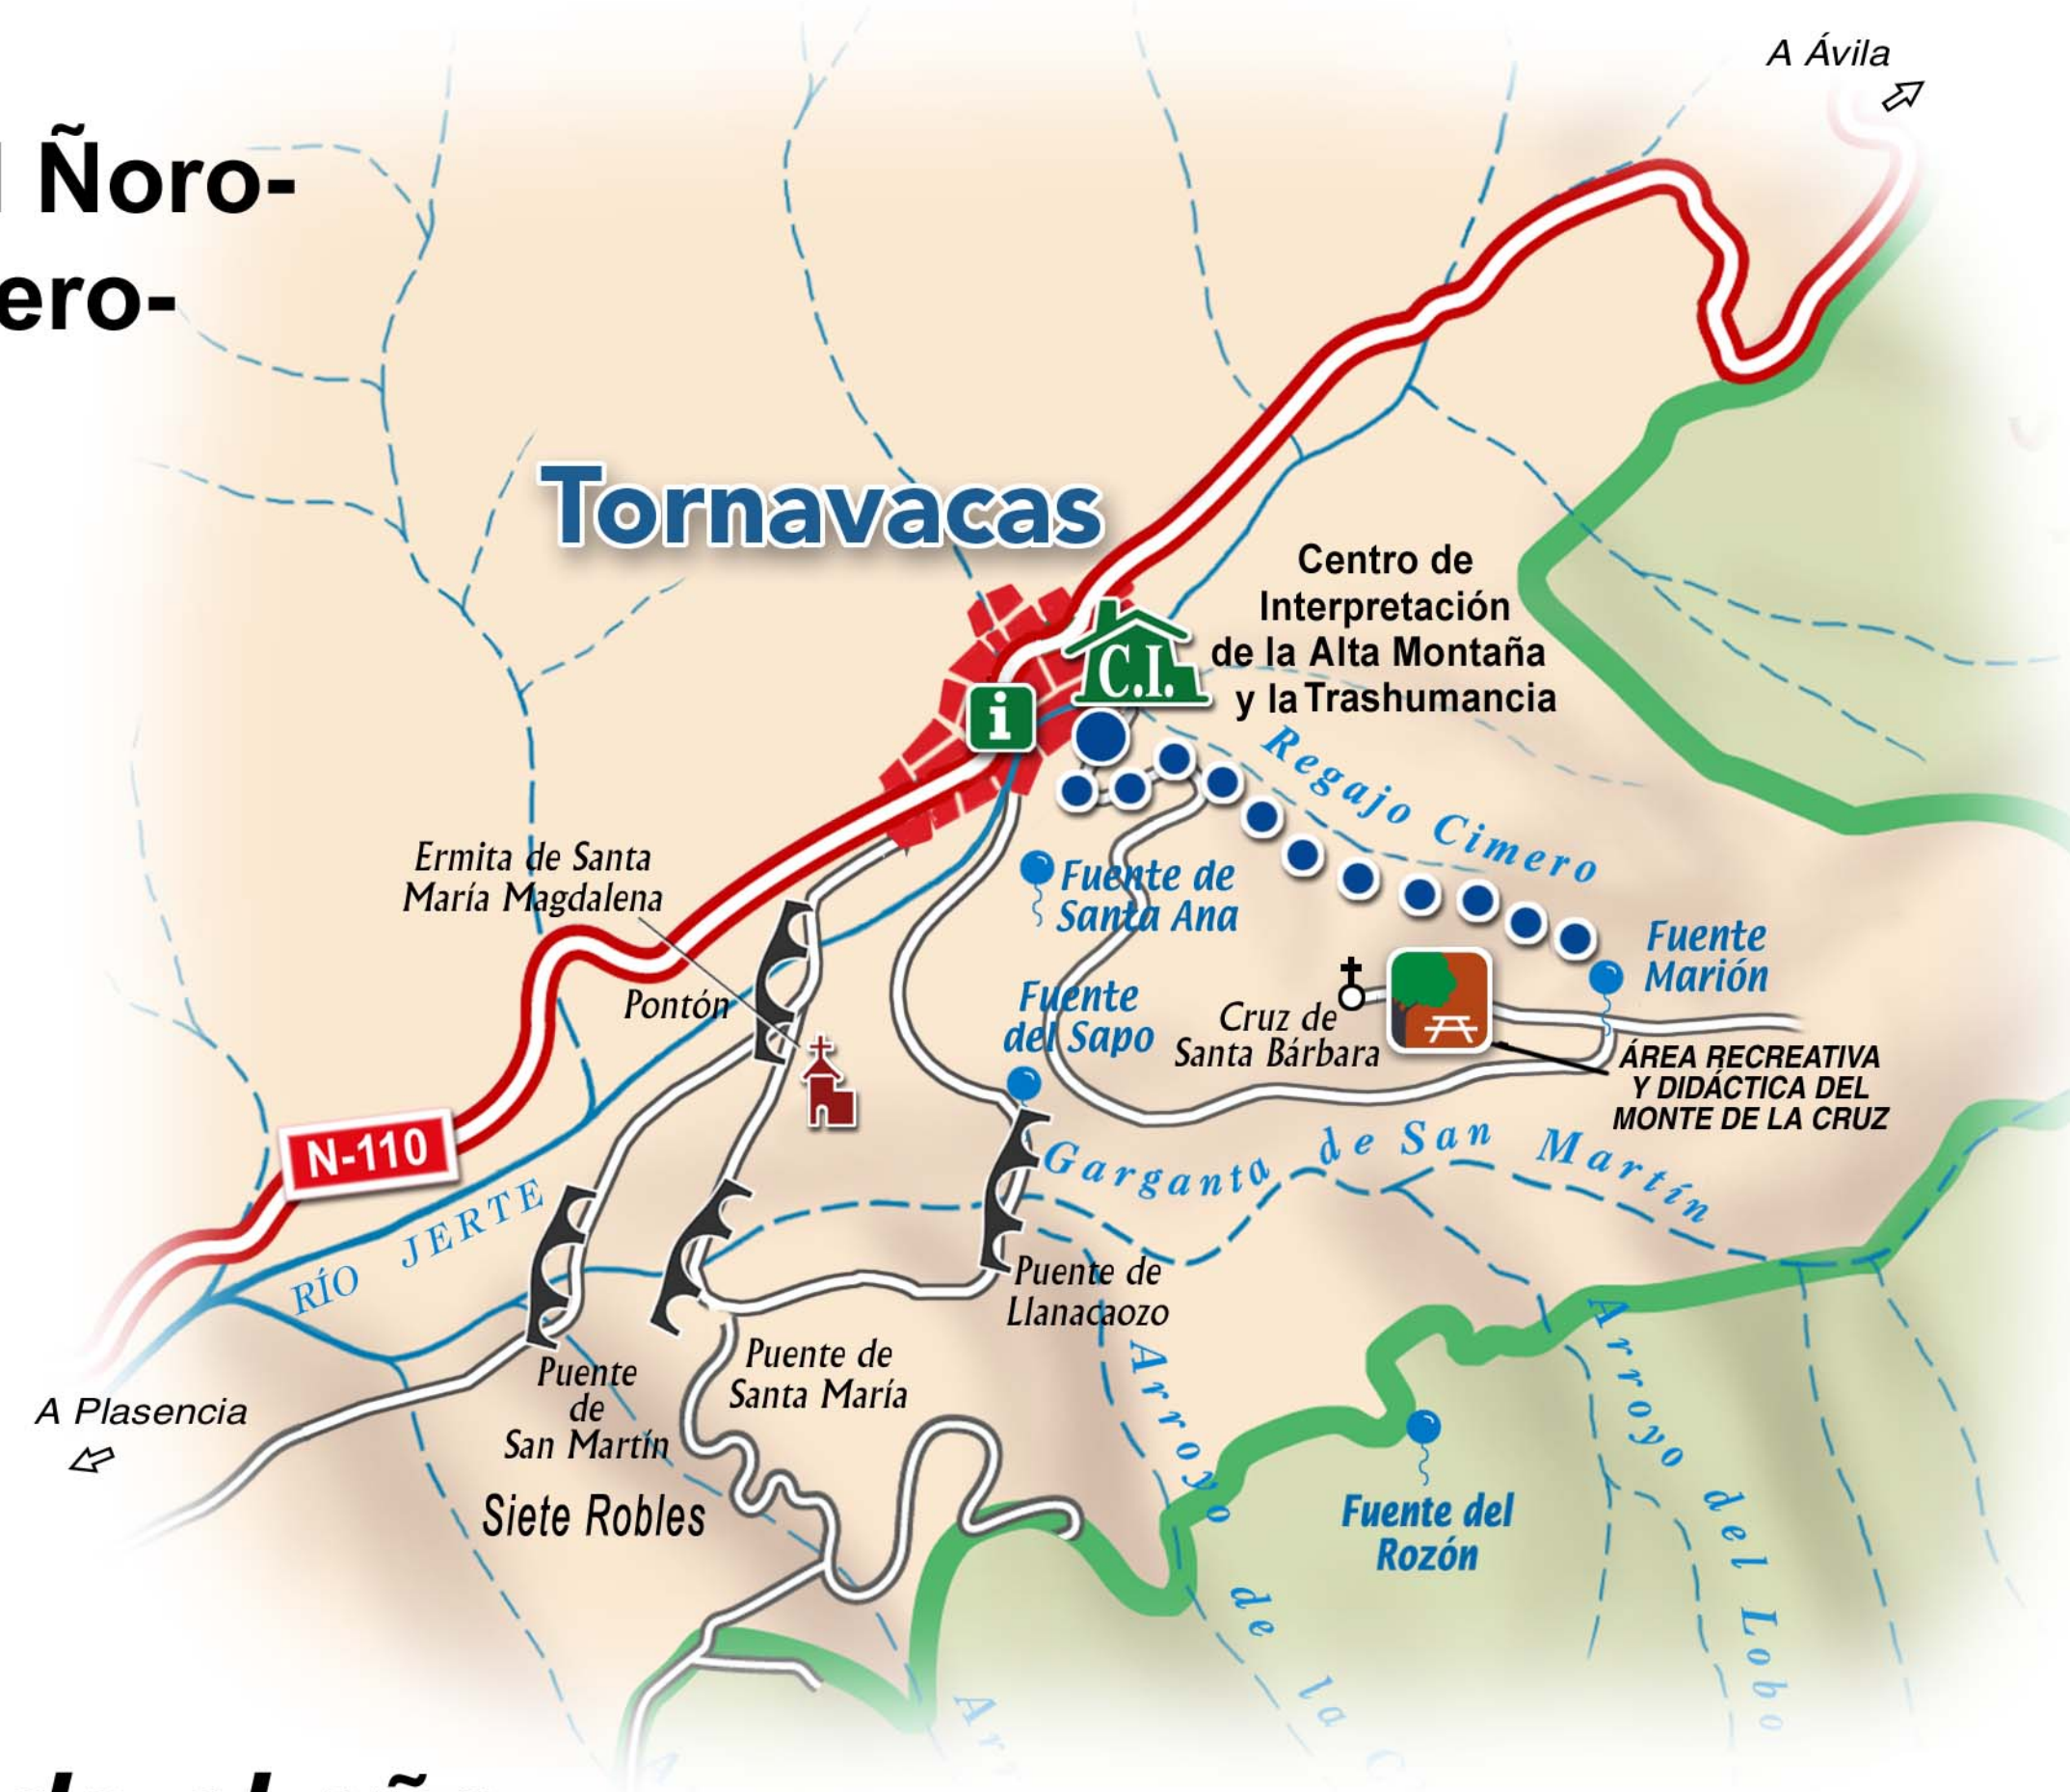 A Ávila
Ñoro-
ero-
Tornavacas
Centro de
Interpretación
de la Alta Montaña
y la Trashumancia
C.I.
i
Regajo Cimero
Ermita de Santa
María Magdalena
Fuente de
Santa Ana
Fuente
Marión
Pontón
Fuente
del Sapo
Cruz de
Santa Bárbara
ÁREA RECREATIVA
Y DIDÁCTICA DEL
MONTE DE LA CRUZ
N-110
Garganta de San Martín
RÍO JERTE
Puente de
Llanacaozo
Puente de
Santa María
Puente
de
San Martín
A Plasencia
Siete Robles
Fuente del
Rozón
Arroyo del Lobo
Arroyo de la